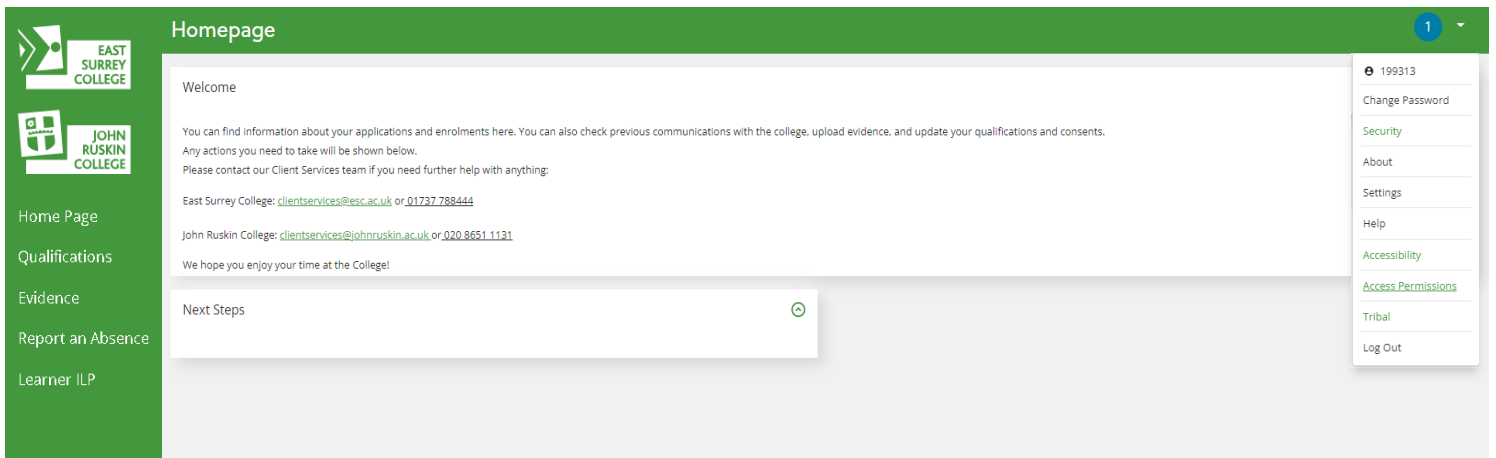 EAST
SURREY
COLLEGE
JOHN
RUSKIN
COLLEGE
Home Page
Qualifications
Evidence
Report an Absence
Learner ILP
Homepage
1
Welcome
You can find information about your applications and enrolments here. You can also check previous communications with the college, upload evidence, and update your qualifications and consents.
Any actions you need to take will be shown below.
Please contact our Client Services team if you need further help with anything:
East Surrey College: clientservices@esc.ac.uk or 01737 788444
John Ruskin College: clientservices@johnruskin.ac.uk or 020 8651 1131
We hope you enjoy your time at the College!
Next Steps
199313
Change Password
Security
About
Settings
Help
Accessibility
Access Permissions
Tribal
Log Out